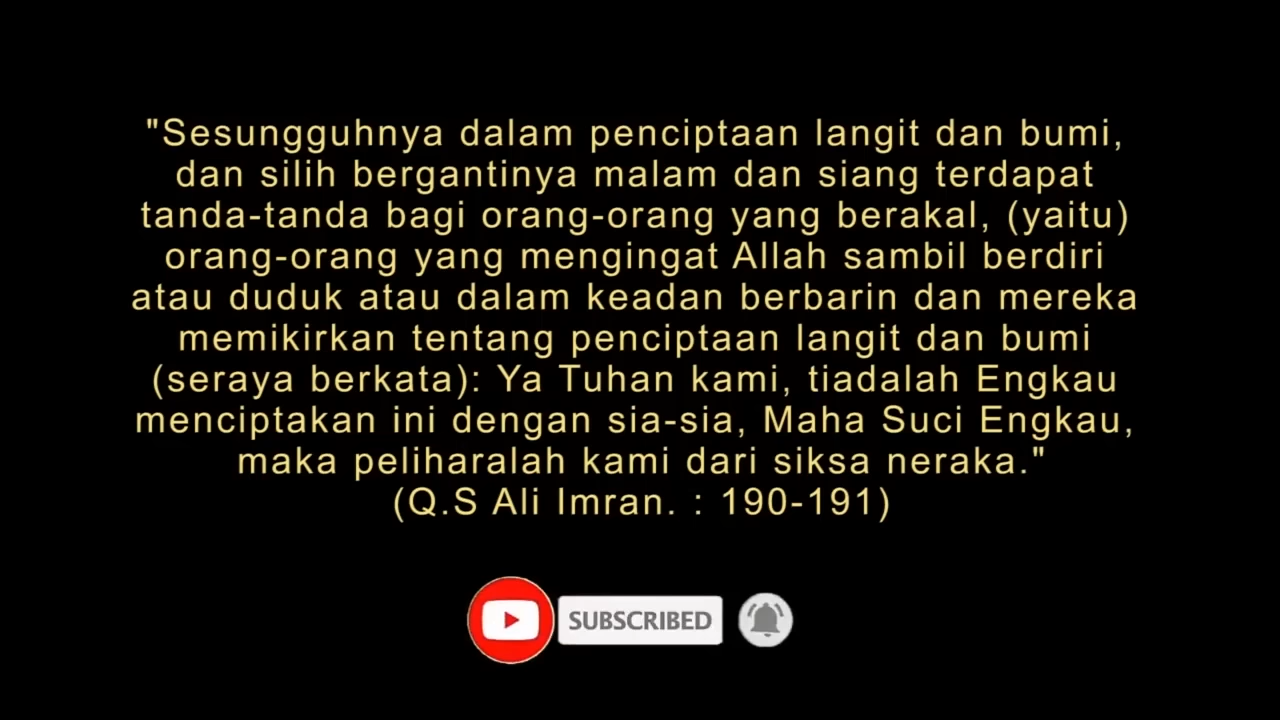 "Sesungguhnya dalam penciptaan langit dan bumi,
dan silih bergantinya malam dan siang terdapat
tanda-tanda bagi orang-orang yang berakal, (yaitu)
orang-orang yang mengingat Allah sambil berdiri
atau duduk atau dalam keadan berbarin dan mereka
memikirkan tentang penciptaan langit dan bumi
(seraya berkata): Ya Tuhan kami, tiadalah Engkau
menciptakan ini dengan sia-sia, Maha Suci Engkau,
maka peliharalah kami dari siksa neraka."
(Q.S Ali Imran. : 190-191)
SUBSCRIBED